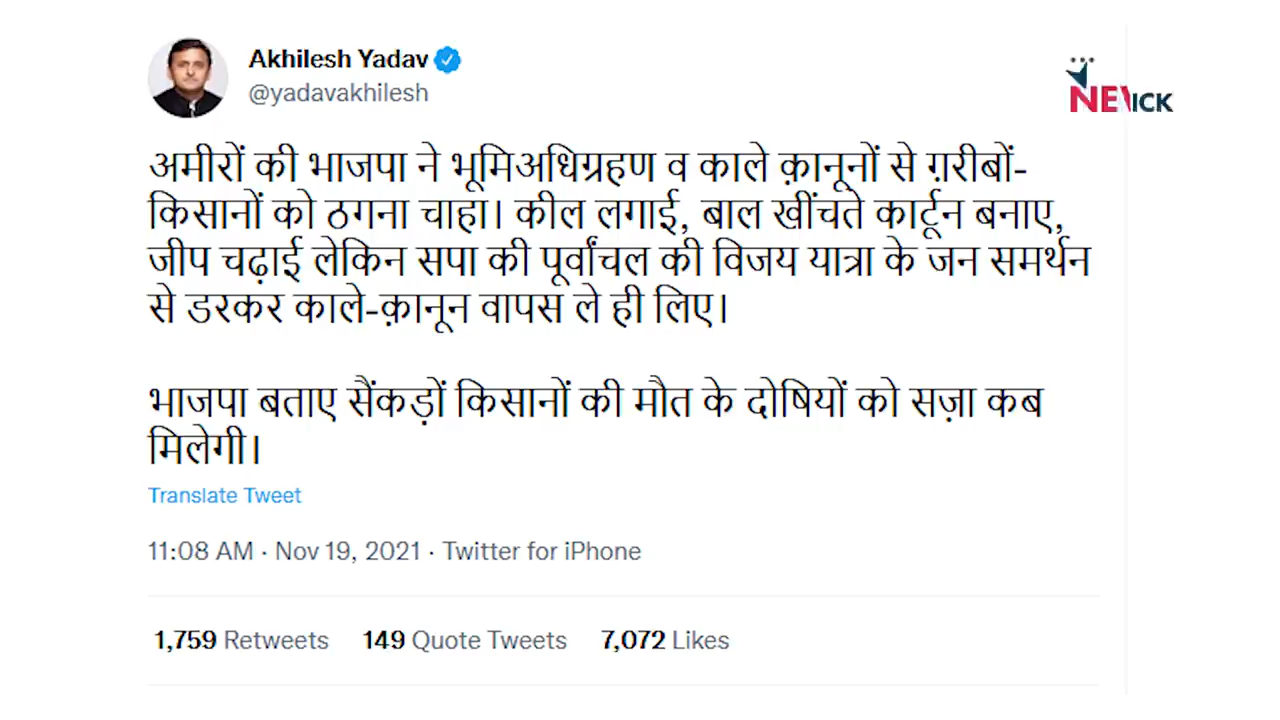 Akhilesh Yadav
@yadavakhilesh
अमीरों की भाजपा ने भूमिअधिग्रहण व काले क़ानूनों से ग़रीबों-
किसानों को ठगना चाहा। कील लगाई, बाल खींचते कार्टून बनाए,
जीप चढ़ाई लेकिन सपा की पूर्वांचल की विजय यात्रा के जन समर्थन
से डरकर काले-क़ानून वापस ले ही लिए।
भाजपा बताए सैंकड़ों किसानों की मौत के दोषियों को सज़ा कब
मिलेगी।
Translate Tweet
11:08 AM · Nov 19, 2021 · Twitter for iPhone
1,759 Retweets 149 Quote Tweets 7,072 Likes